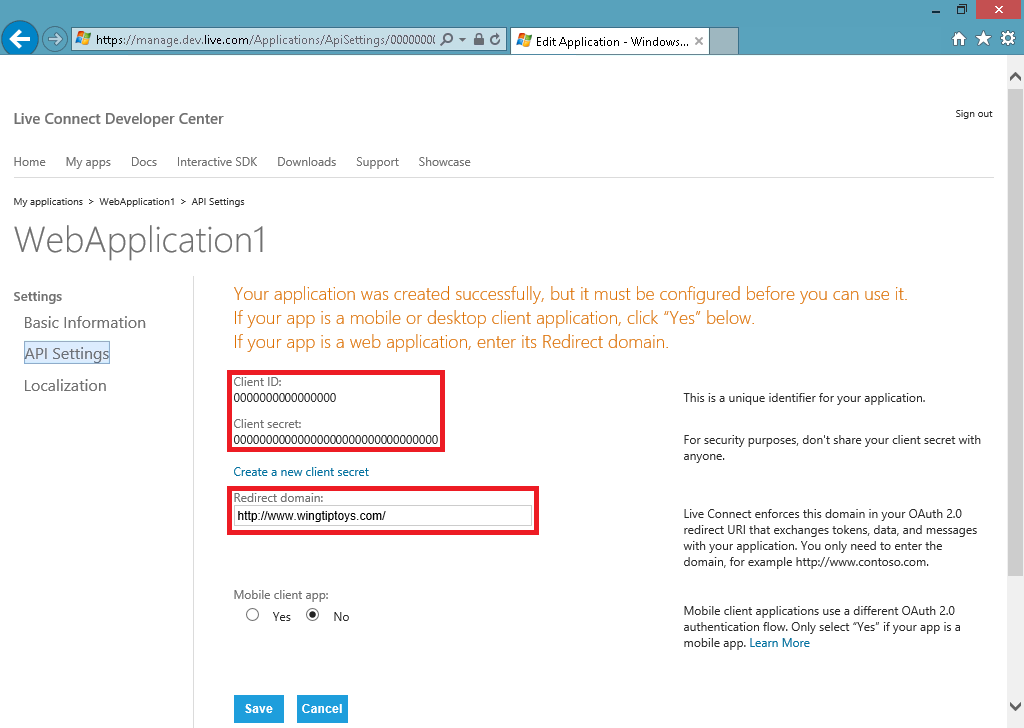 https://manage.dev.live.com/Applications/ApiSettings/0000000(
Edit Application - Windows...
Live Connect Developer Center
Sign out
Home My apps Docs Interactive SDK Downloads Support Showcase
My applications > WebApplication1 > API Settings
WebApplication1
Settings
Basic Information
API Settings
Localization
Your application was created successfully, but it must be configured before you can use it.
If your app is a mobile or desktop client application, click “Yes” below.
If your app is a web application, enter its Redirect domain.
Client ID:
0000000000000000
This is a unique identifier for your application.
Client secret:
00000000000000000000000000000000
For security purposes, don't share your client secret with
anyone.
Create a new client secret
Redirect domain:
http://www.wingtiptoys.com/
Live Connect enforces this domain in your OAuth 2.0
redirect URI that exchanges tokens, data, and messages
with your application. You only need to enter the
domain, for example http://www.contoso.com.
Mobile client app:
Yes No
Mobile client applications use a different OAuth 2.0
authentication flow. Only select “Yes” if your app is a
mobile app. Learn More
Save Cancel